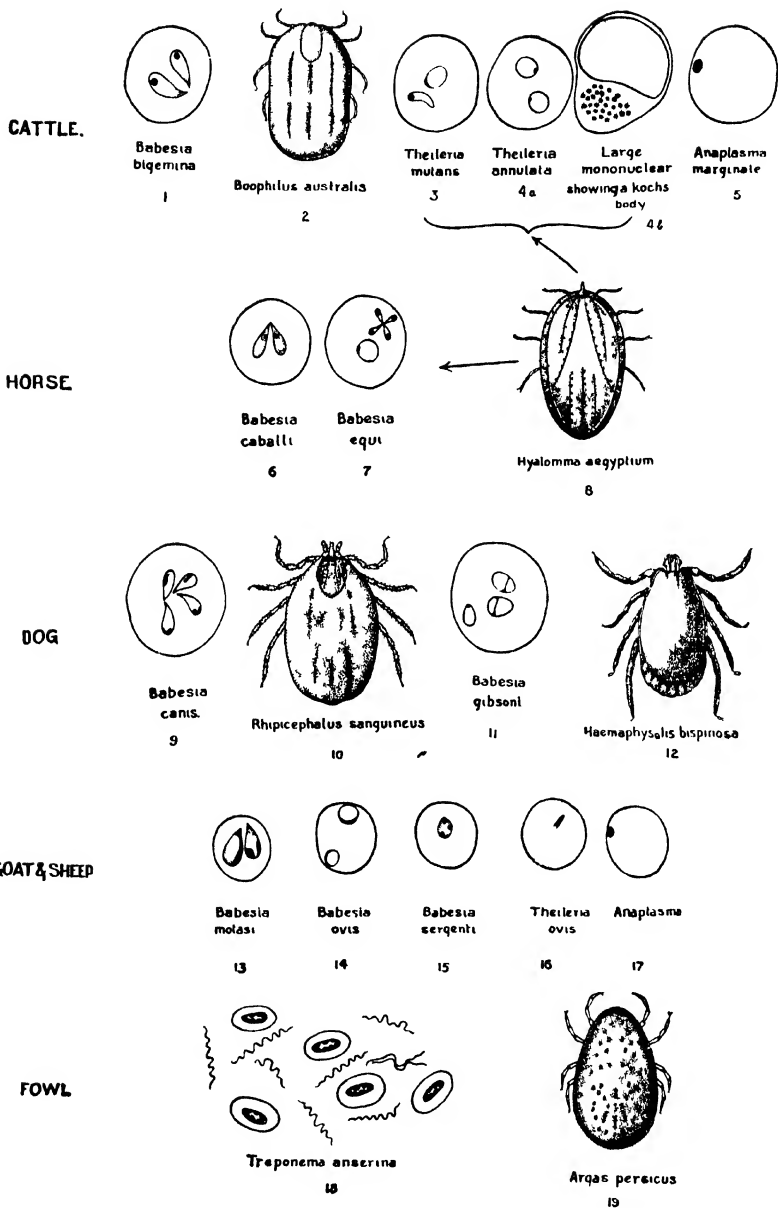 CATTLE.
Babesia
bigemina
1
Boophilus australis
2
Theileria
mutans
3
Theileria
annulata
4a
Large
mononuclear
showing a kochs
body
4b
Anaplasma
marginale
5
HORSE
Babesia
caballi
6
Babesia
equi
7
Hyalomma aegyptium
8
DOG
Babesia
canis.
9
Rhipicephalus sanguineus
10
Babesia
gibsoni
11
Haemaphysalis bispinosa
12
GOAT & SHEEP
Babesia
motasi
13
Babesia
ovis
14
Babesia
sergenti
15
Theileria
ovis
16
Anaplasma
17
FOWL
Treponema anserina
18
Argas persicus
19